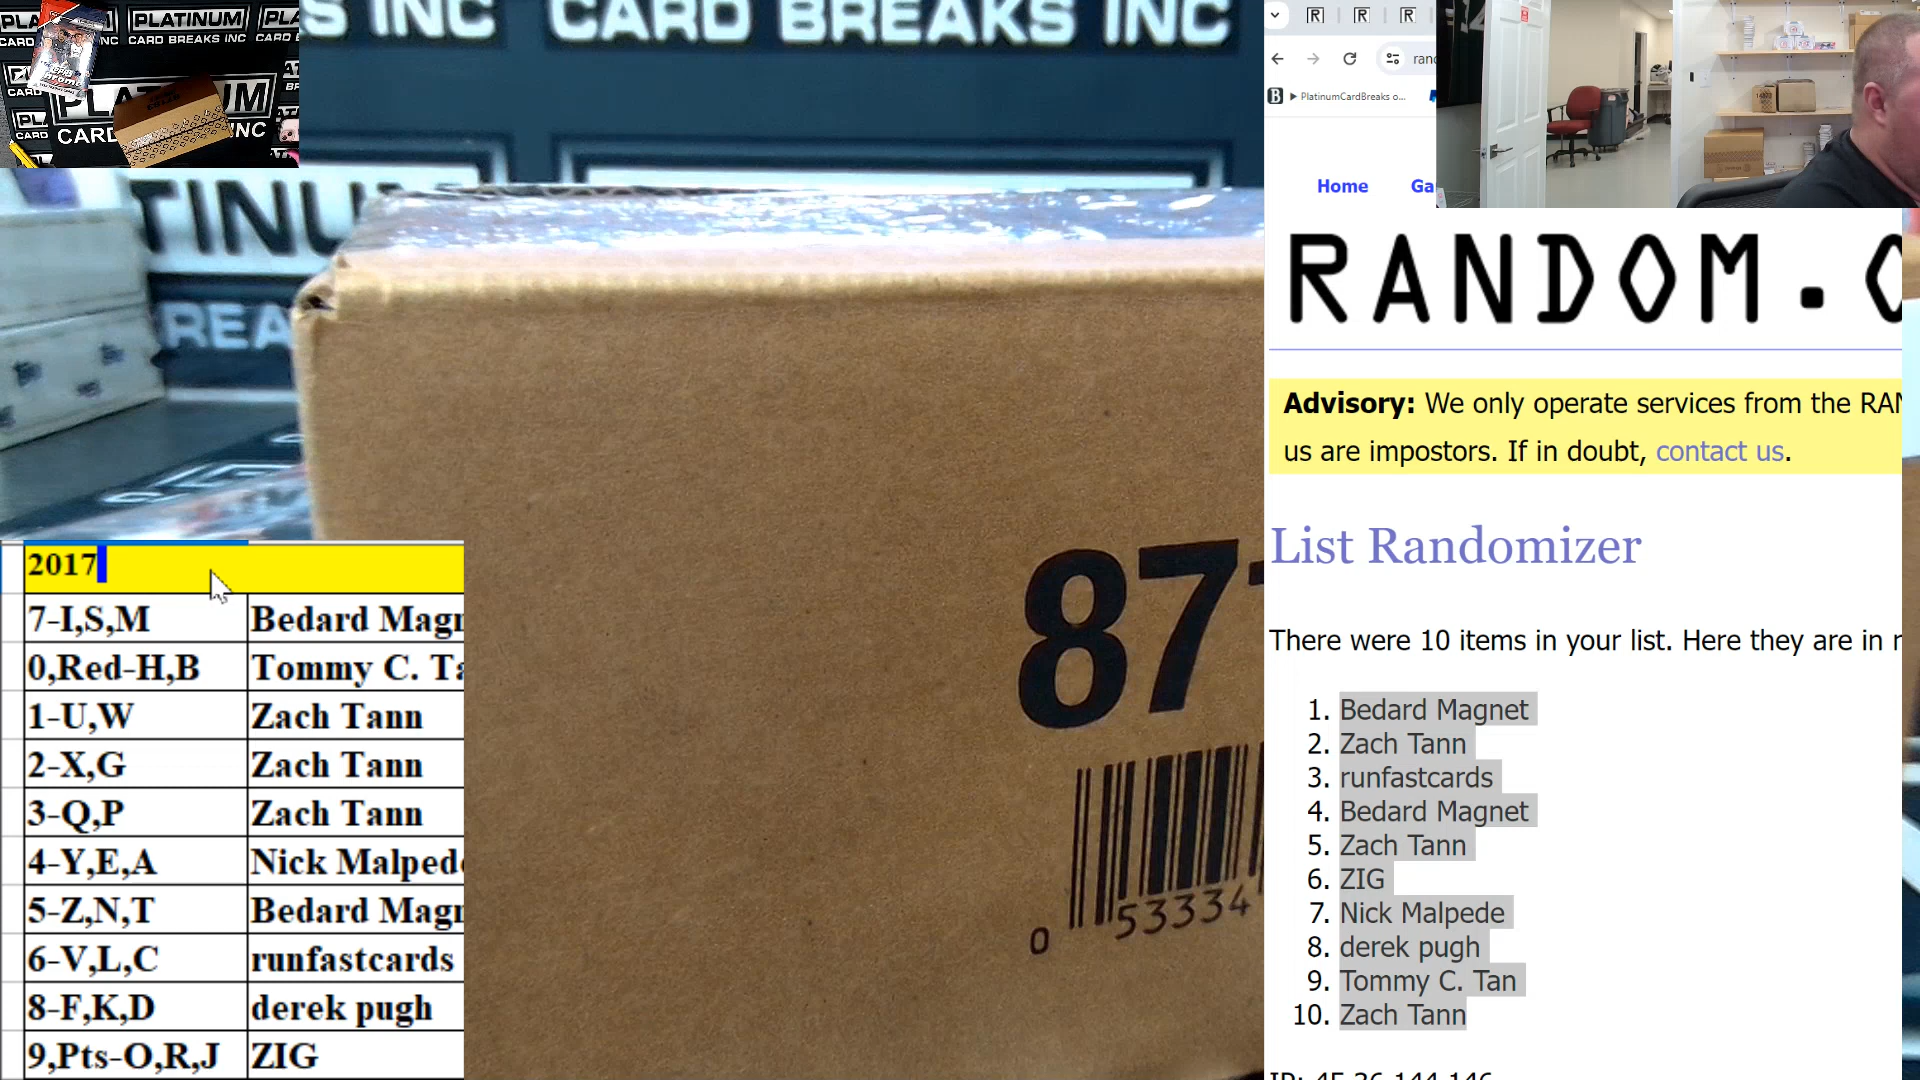 PLATINUM
CARD BREAKS INC
PLATINUM
CARD
INC
S INC
CARD BREAKS INC
TINU
REA
87
0
53334
2017
7-I,S,M Bedard Magn
0,Red-H,B Tommy C. Ta
1-U,W Zach Tann
2-X,G Zach Tann
3-Q,P Zach Tann
4-Y,E,A Nick Malpede
5-Z,N,T Bedard Magn
6-V,L,C runfastcards
8-F,K,D derek pugh
9,Pts-O,R,J ZIG
PlatinumCardBreaks o...
Home Ga
RANDOM.O
Advisory: We only operate services from the RAN
us are impostors. If in doubt, contact us.
List Randomizer
There were 10 items in your list. Here they are in r
1. Bedard Magnet
2. Zach Tann
3. runfastcards
4. Bedard Magnet
5. Zach Tann
6. ZIG
7. Nick Malpede
8. derek pugh
9. Tommy C. Tan
10. Zach Tann